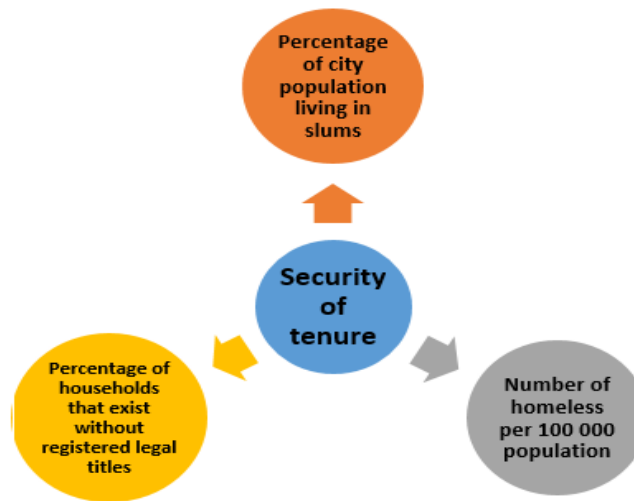 Percentage
of city
population
living in
slums
Security
of
tenure
Percentage of
households
that exist
without
registered legal
titles
Number of
homeless
per 100 000
population